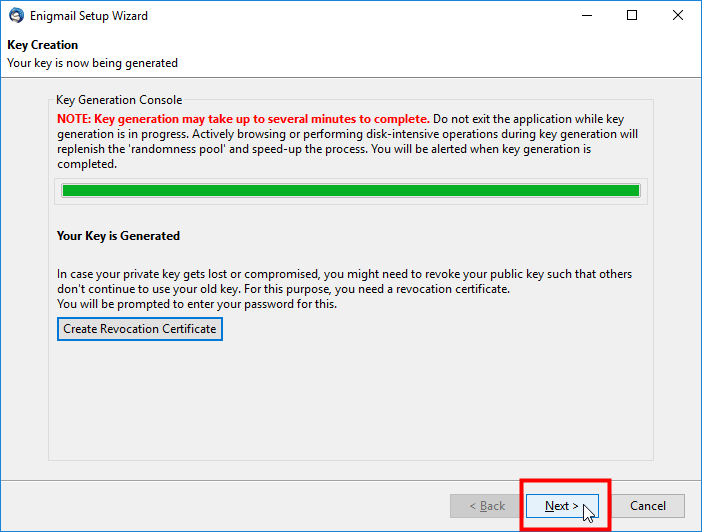 Enigmail Setup Wizard
Key Creation
Your key is now being generated
Key Generation Console
NOTE: Key generation may take up to several minutes to complete. Do not exit the application while key
generation is in progress. Actively browsing or performing disk-intensive operations during key generation will
replenish the 'randomness pool' and speed-up the process. You will be alerted when key generation is
completed.
Your Key is Generated
In case your private key gets lost or compromised, you might need to revoke your public key such that others
don't continue to use your old key. For this purpose, you need a revocation certificate.
You will be prompted to enter your password for this.
Create Revocation Certificate
< Back Next > Cancel